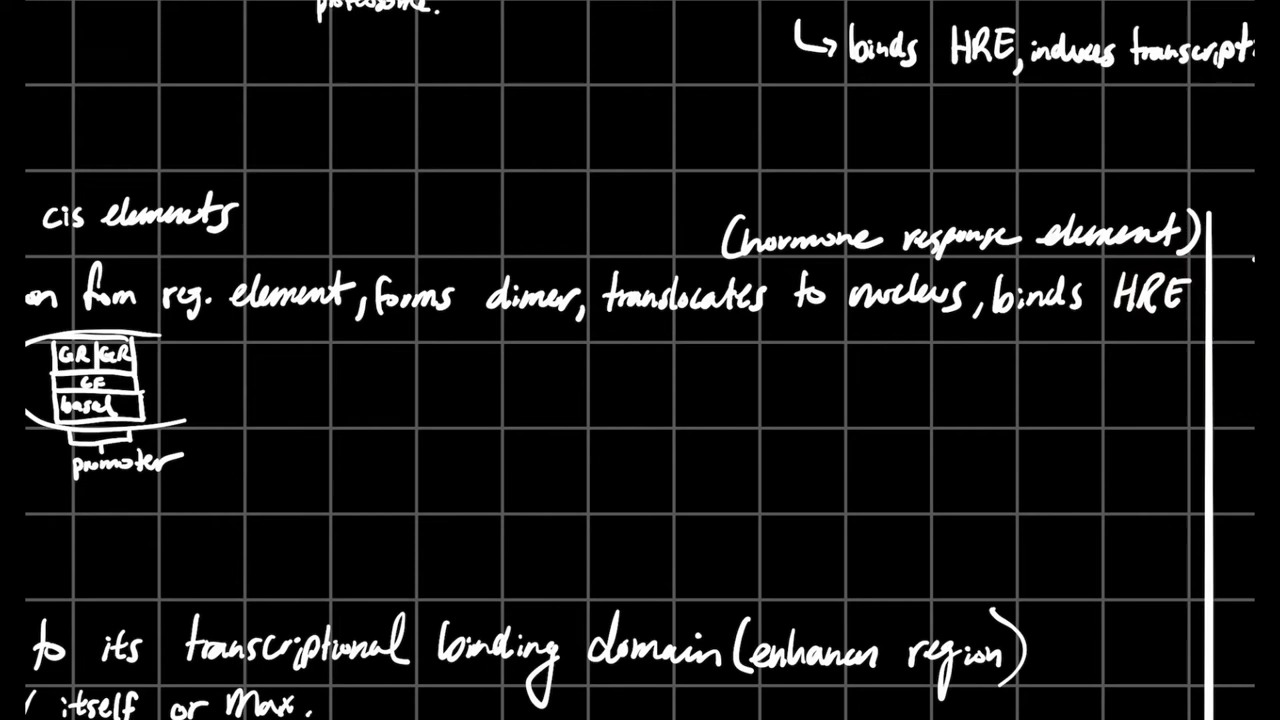 proteosome.
↳ binds HRE, induces transcript
cis elements
(hormone response element)
on from reg. element, forms dimer, translocates to nucleus, binds HRE
GR GR
basal
promoter
to its transcriptional binding domain (enhancer region)
itself or Max.